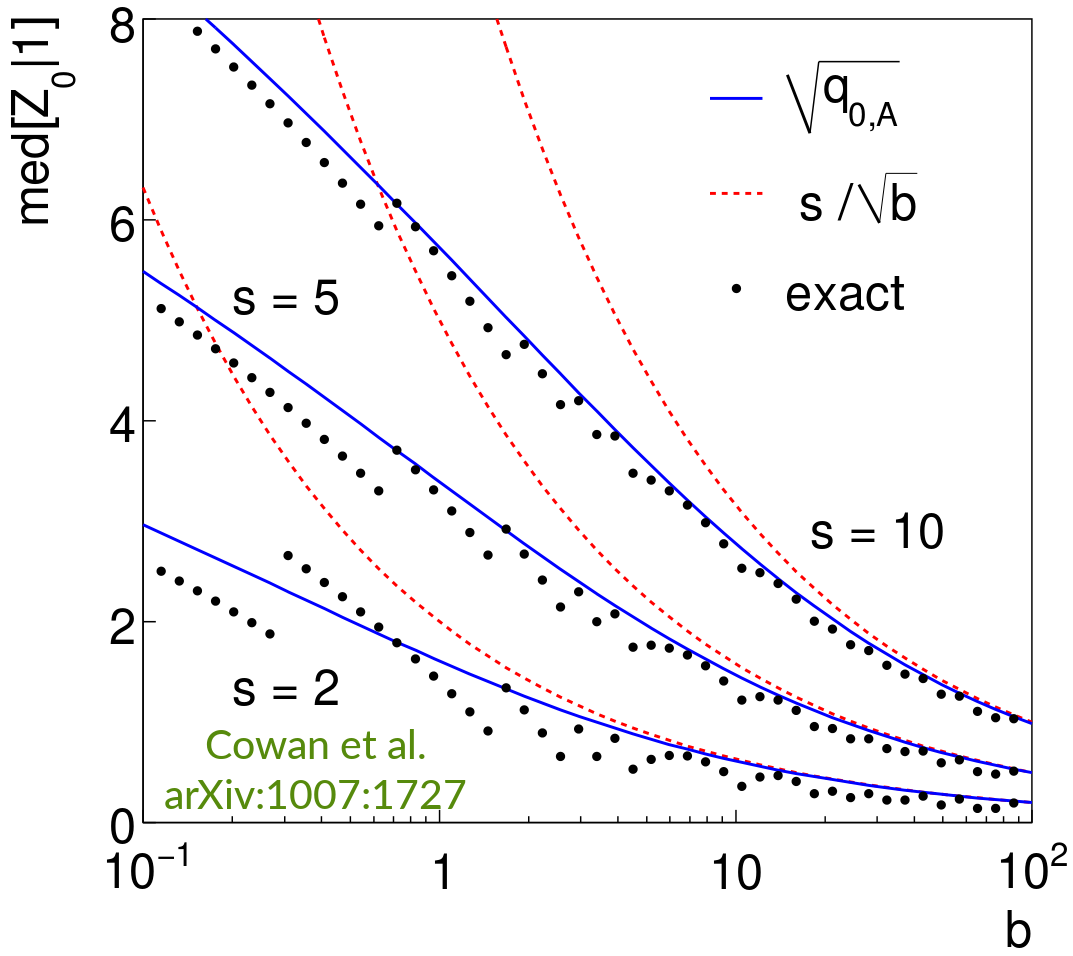 med[Z₀|1]
8
6
4
2
0
10⁻¹
1
10
10²
b
√q₀,A
s /√b
exact
s = 5
s = 10
s = 2
Cowan et al.
arXiv:1007:1727